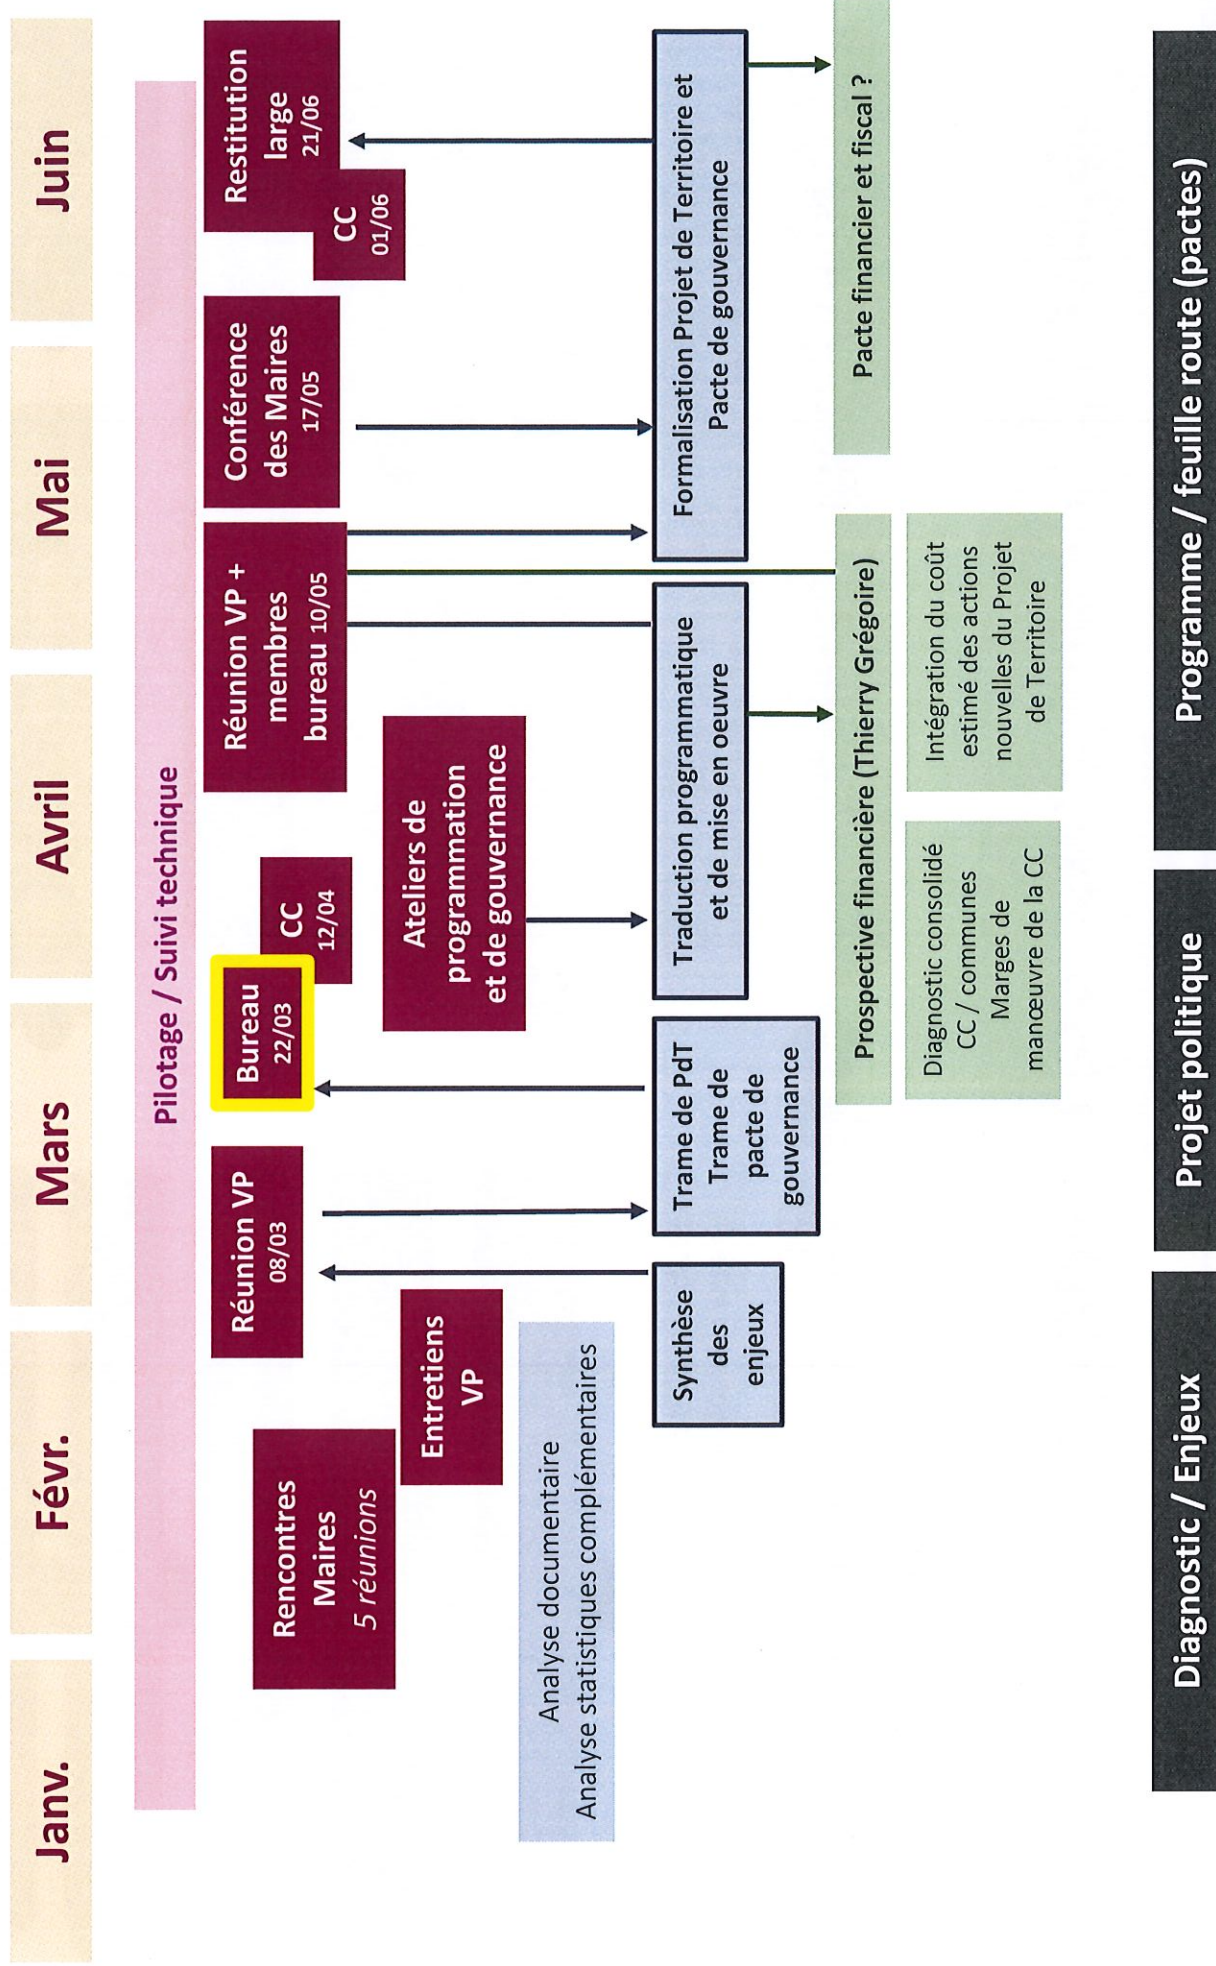 Janv.
Févr.
Mars
Avril
Mai
Juin
Pilotage / Suivi technique
Rencontres
Maires
5 réunions
Entretiens
VP
Réunion VP
08/03
Bureau
22/03
CC
12/04
Ateliers de
programmation
et de gouvernance
Réunion VP +
membres
bureau 10/05
Conférence
des Maires
17/05
CC
01/06
Restitution
large
21/06
Analyse documentaire
Analyse statistiques complémentaires
Synthèse
des
enjeux
Trame de PdT
Trame de
pacte de
gouvernance
Traduction programmatique
et de mise en oeuvre
Formalisation Projet de Territoire et
Pacte de gouvernance
Prospective financière (Thierry Grégoire)
Diagnostic consolidé
CC / communes
Marges de
manœuvre de la CC
Intégration du coût
estimé des actions
nouvelles du Projet
de Territoire
Pacte financier et fiscal ?
Diagnostic / Enjeux
Projet politique
Programme / feuille route (pactes)